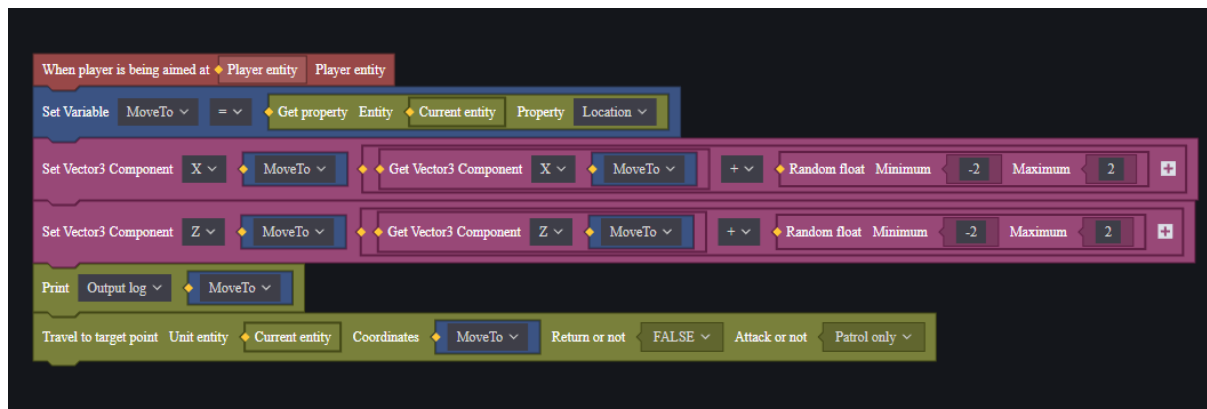 When player is being aimed at Player entity Player entity
Set Variable MoveTo = Get property Entity Current entity Property Location
Set Vector3 Component X MoveTo Get Vector3 Component X MoveTo + Random float Minimum -2 Maximum 2
Set Vector3 Component Z MoveTo Get Vector3 Component Z MoveTo + Random float Minimum -2 Maximum 2
Print Output log MoveTo
Travel to target point Unit entity Current entity Coordinates MoveTo Return or not FALSE Attack or not Patrol only